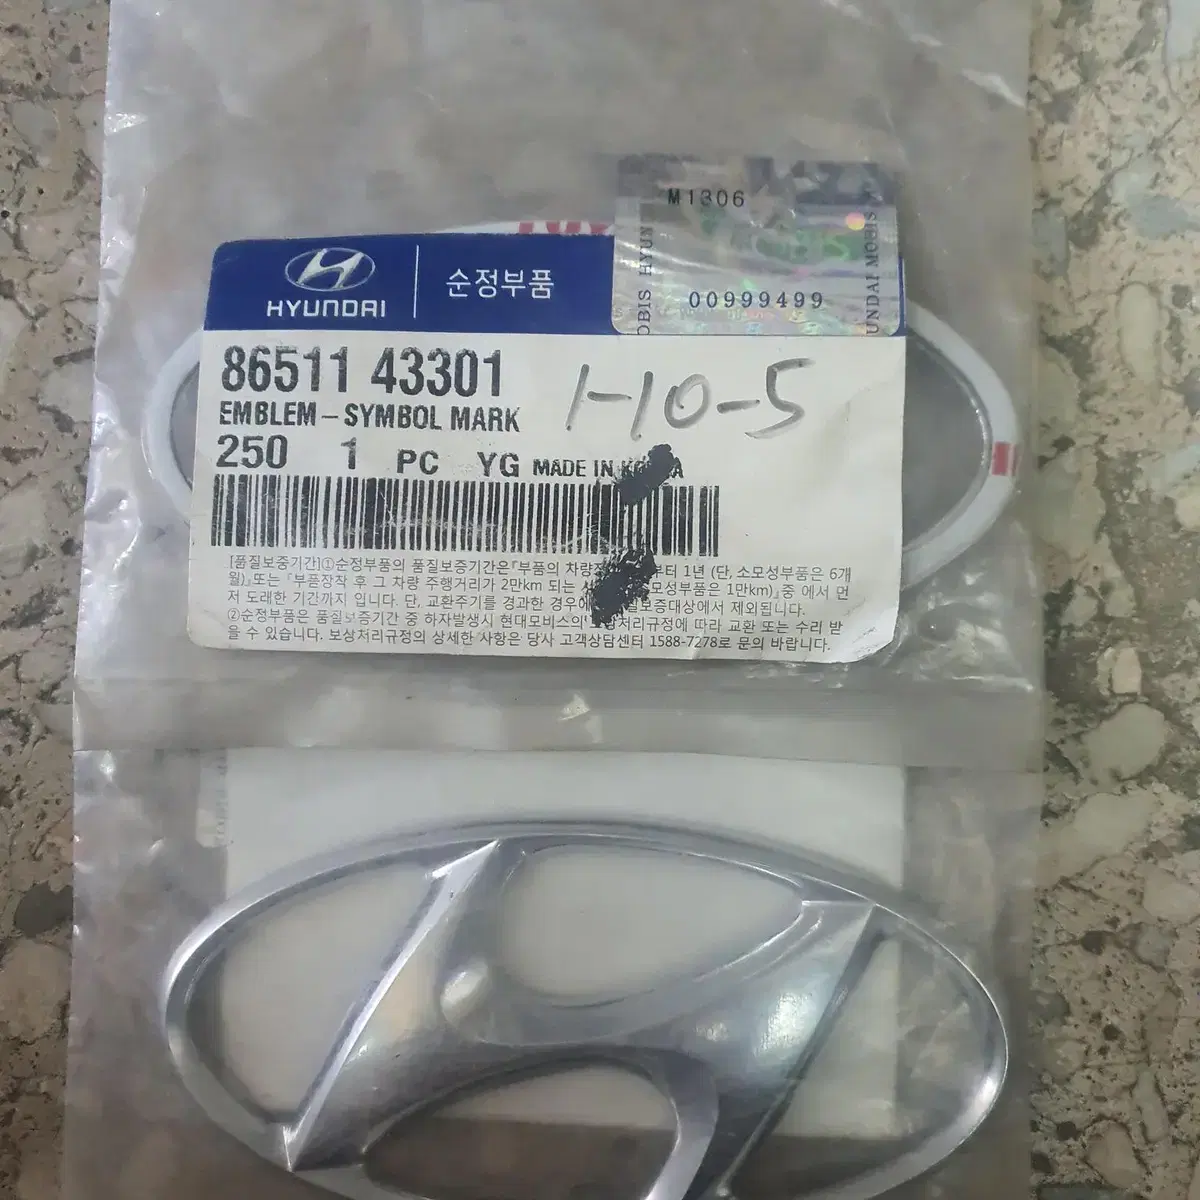 M1306
HYUNDAI
순정부품
00999499
86511 43301
1-10-5
EMBLEM-SYMBOL MARK
250 1 PC YG MADE IN
[품질보증기간]①순정부품의 품질보증기간은『부품의 차량장 터 1년 (단, 소모성부품은 6개
월)』또는 『부품장착 후 그 차량 주행거리가 2만km 되는 모성부품은 1만km)』중 에서 먼
저 도래한 기간까지 입니다. 단, 교환주기를 경과한 경우에 보증대상에서 제외됩니다.
②순정부품은 품질보증기간 중 하자발생시 현대모비스의 상처리규정에 따라 교환 또는 수리 받
을 수 있습니다. 보상처리규정의 상세한 사항은 당사 고객상담센터 1588-7278로 문의 바랍니다.